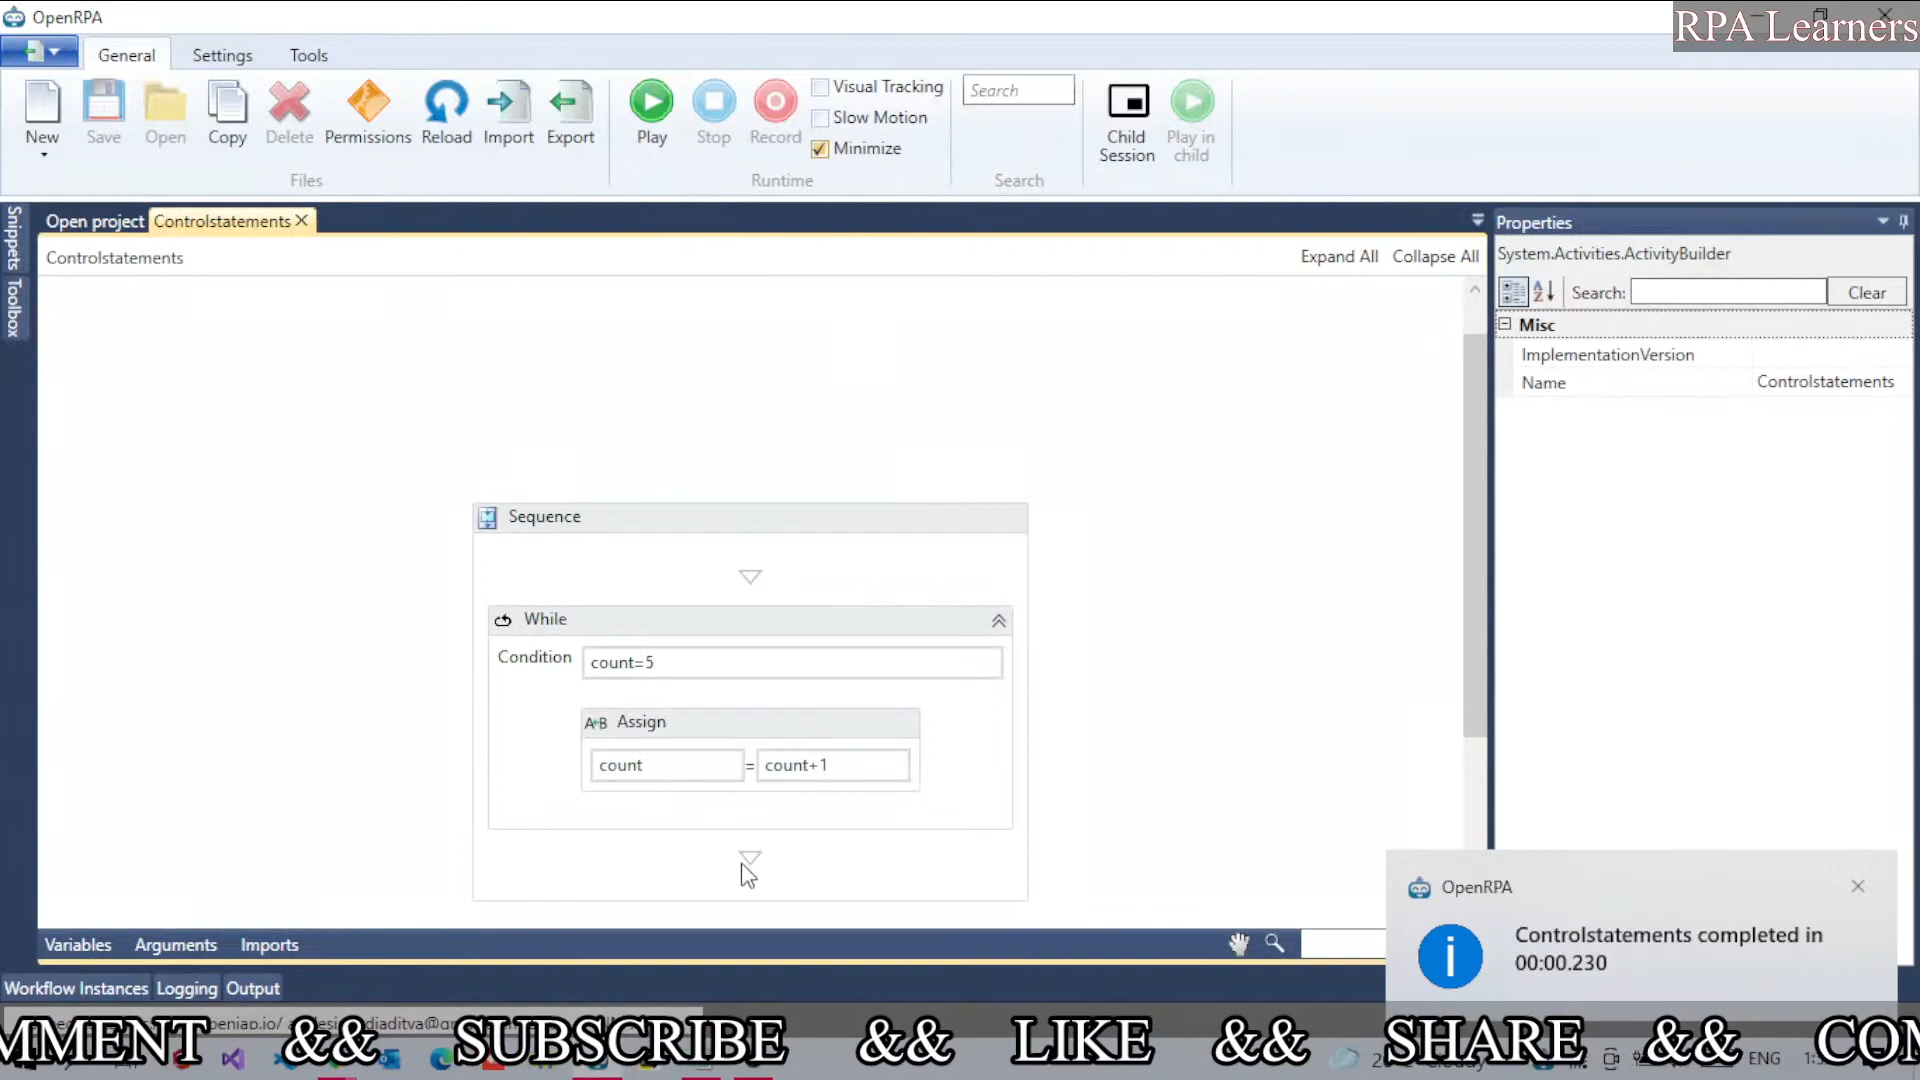 OpenRPA
RPA Learners
General Settings Tools
New Save Open Copy Delete Permissions Reload Import Export
Files
Play Stop Record
Visual Tracking
Slow Motion
Minimize
Runtime
Search
Search
Child Session
Play in child
Snippets
Toolbox
Open project Controlstatements
Controlstatements
Expand All Collapse All
Sequence
While
Condition count=5
A+B Assign
count = count+1
Properties
System.Activities.ActivityBuilder
Search: Clear
Misc
ImplementationVersion
Name Controlstatements
OpenRPA
Controlstatements completed in
00:00.230
Variables Arguments Imports
Workflow Instances Logging Output
MMENT && SUBSCRIBE && LIKE && SHARE && COM
ENG